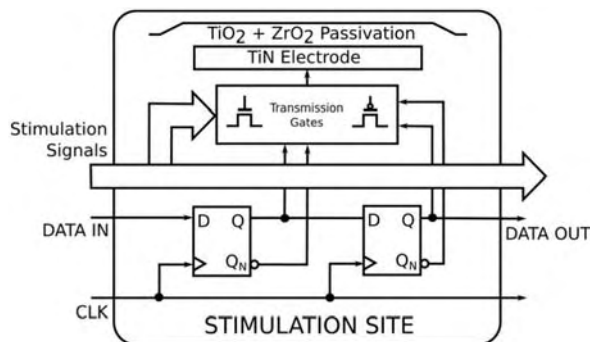 TiO2 + ZrO2 Passivation
TiN Electrode
Transmission
Gates
Stimulation
Signals
D Q
D Q
DATA IN
DATA OUT
QN
QN
CLK
STIMULATION SITE